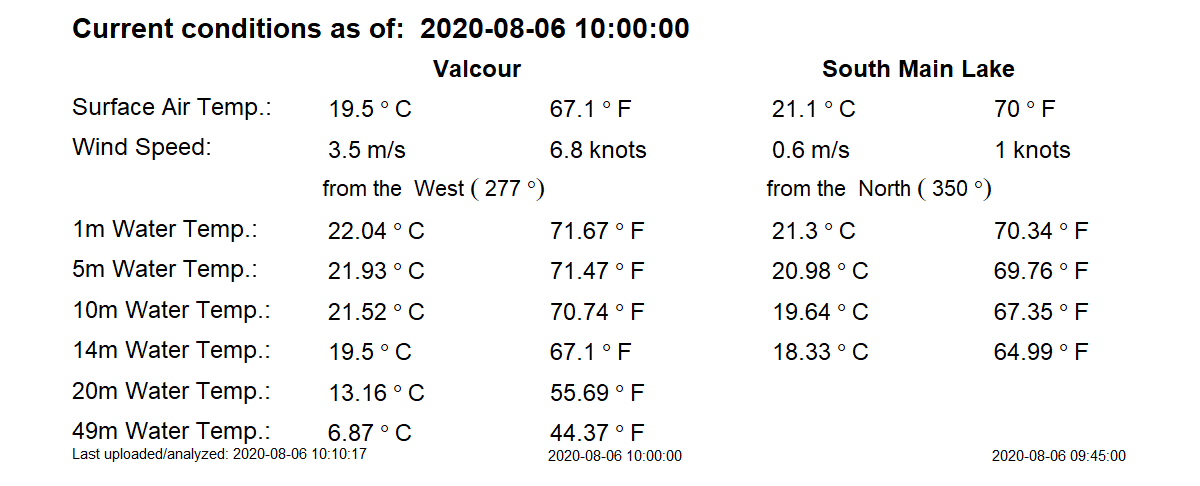 Current conditions as of:  2020-08-06 10:00:00
Valcour South Main Lake
Surface Air Temp.: 19.5 ° C 67.1 ° F 21.1 ° C 70 ° F
Wind Speed: 3.5 m/s 6.8 knots 0.6 m/s 1 knots
from the  West ( 277 °) from the  North ( 350 °)
1m Water Temp.: 22.04 ° C 71.67 ° F 21.3 ° C 70.34 ° F
5m Water Temp.: 21.93 ° C 71.47 ° F 20.98 ° C 69.76 ° F
10m Water Temp.: 21.52 ° C 70.74 ° F 19.64 ° C 67.35 ° F
14m Water Temp.: 19.5 ° C 67.1 ° F 18.33 ° C 64.99 ° F
20m Water Temp.: 13.16 ° C 55.69 ° F
49m Water Temp.: 6.87 ° C 44.37 ° F
Last uploaded/analyzed: 2020-08-06 10:10:17 2020-08-06 10:00:00 2020-08-06 09:45:00